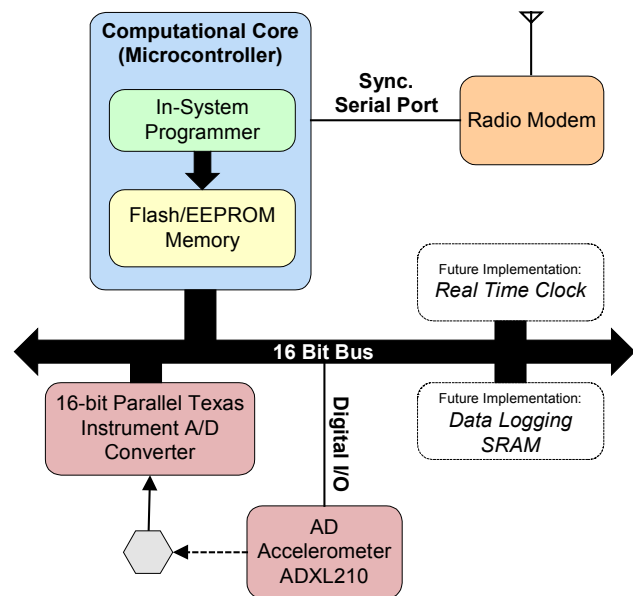 Computational Core
(Microcontroller)
In-System
Programmer
Flash/EEPROM
Memory
Sync.
Serial Port
Radio Modem
Future Implementation:
Real Time Clock
16 Bit Bus
16-bit Parallel Texas
Instrument A/D
Converter
Digital I/O
Future Implementation:
Data Logging
SRAM
AD
Accelerometer
ADXL210